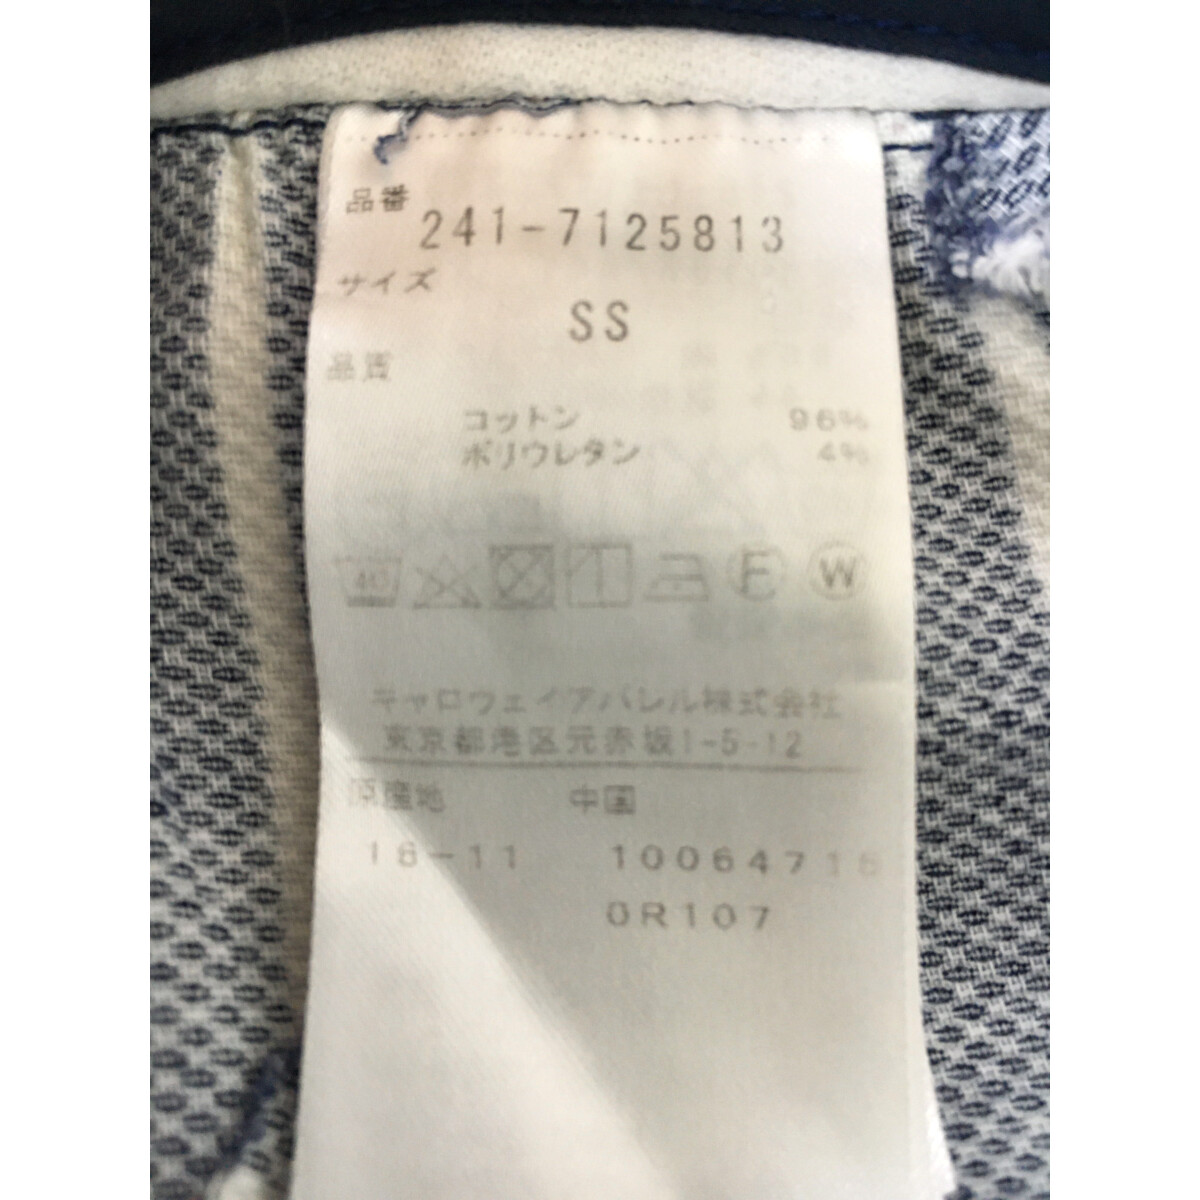 品番
241-7125813
サイズ
SS
品質
コットン 96%
ポリウレタン 4%
40 F W
キャロウェイアパレル株式会社
東京都港区元赤坂1-5-12
原産地 中国
16-11 10064716
0R107